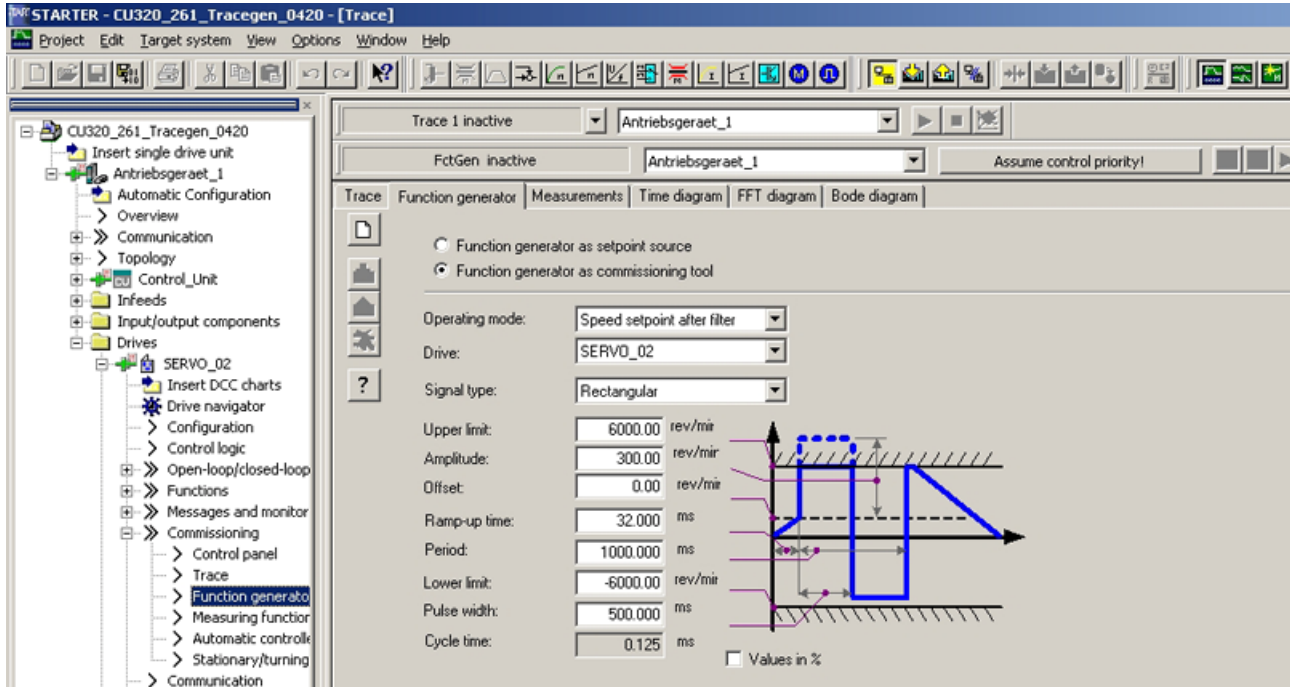 STARTER - CU320_261_Tracegen_0420 - [Trace]
Project Edit Target system View Options Window Help
CU320_261_Tracegen_0420
Insert single drive unit
Antriebsgeraet_1
Automatic Configuration
Overview
Communication
Topology
Control_Unit
Infeeds
Input/output components
Drives
SERVO_02
Insert DCC charts
Drive navigator
Configuration
Control logic
Open-loop/closed-loop
Functions
Messages and monitor
Commissioning
Control panel
Trace
Function generato
Measuring function
Automatic controlle
Stationary/turning
Communication
Trace 1 inactive Antriebsgeraet_1
FctGen inactive Antriebsgeraet_1 Assume control priority!
Trace Function generator Measurements Time diagram FFT diagram Bode diagram
Function generator as setpoint source
Function generator as commissioning tool
Operating mode: Speed setpoint after filter
Drive: SERVO_02
?
Signal type: Rectangular
Upper limit: 6000.00 rev/mir
Amplitude: 300.00 rev/mir
Offset: 0.00 rev/mir
Ramp-up time: 32.000 ms
Period: 1000.000 ms
Lower limit: -6000.00 rev/mir
Pulse width: 500.000 ms
Cycle time: 0.125 ms
Values in %